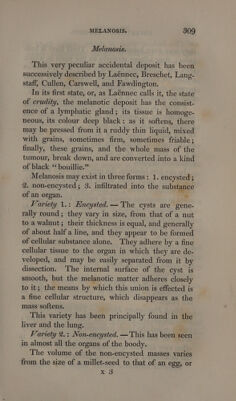 MELANOSIS. 309
Melanosis.
This very peculiar accidental deposit has been
successively described by Laënnec, Breschet, Lang-
staff, Cullen, Carswell, and Fawdington.
In its first state, or, as Laënnec calls it, the state
of crudity, the melanotic deposit has the consist-
ence of a lymphatic gland; its tissue is homoge-
neous, its colour deep black: as it softens, there
may be pressed from it a ruddy thin liquid, mixed
with grains, sometimes firm, sometimes friable;
finally, these grains, and the whole mass of the
tumour, break down, and are converted into a kind
of black “bouillie.”
Melanosis may exist in three forms: 1. encysted;
2. non-encysted; 3. infiltrated into the substance
of an organ.
Variety 1.: Encysted. — The cysts are gene-
rally round; they vary in size, from that of a nut
to a walnut; their thickness is equal, and generally
of about half a line, and they appear to be formed
of cellular substance alone. They adhere by a fine
cellular tissue to the organ in which they are de-
veloped, and may be easily separated from it by
dissection. The internal surface of the cyst is
smooth, but the melanotic matter adheres closely
to it; the means by which this union is effected is
a fine cellular structure, which disappears as the
mass softens.
This variety has been principally found in the
liver and the lung.
Variety 2.: Non-encysted. — This has been seen
in almost all the organs of the boody.
The volume of the non-encysted masses varies
from the size of a millet-seed to that of an egg, or
X 3